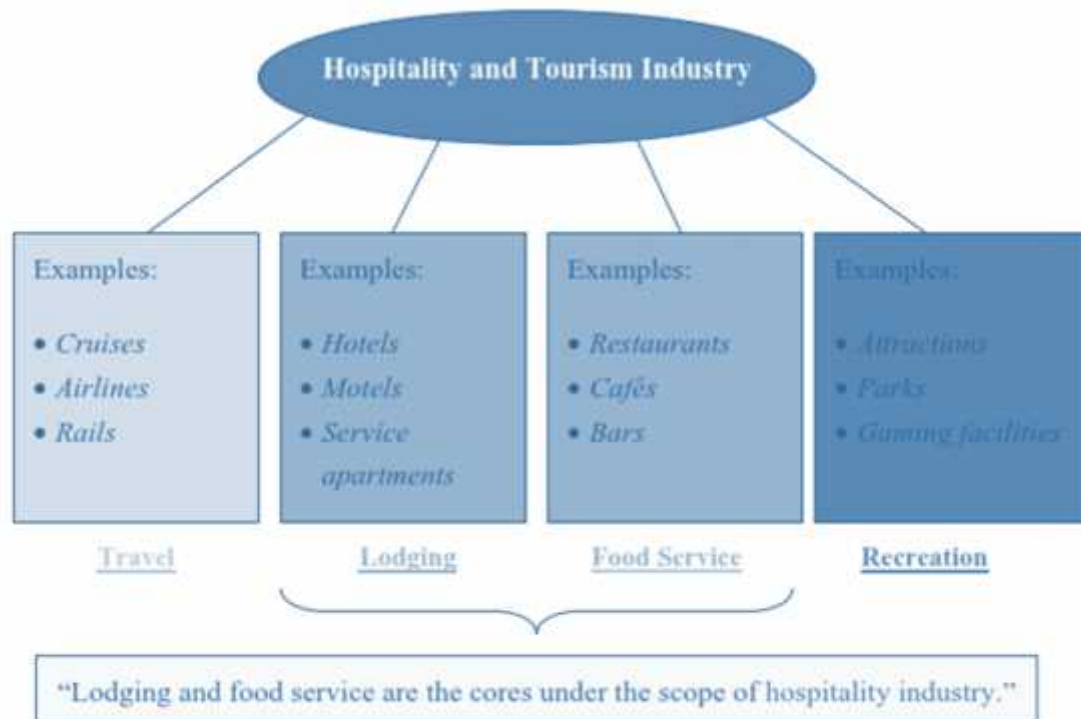 Hospitality and Tourism Industry
Examples:
• Cruises
• Airlines
• Rails
Travel
Examples:
• Hotels
• Motels
• Service
apartments
Lodging
Examples:
• Restaurants
• Cafés
• Bars
Food Service
Examples:
• Attractions
• Parks
• Gaming facilities
Recreation
“Lodging and food service are the cores under the scope of hospitality industry.”